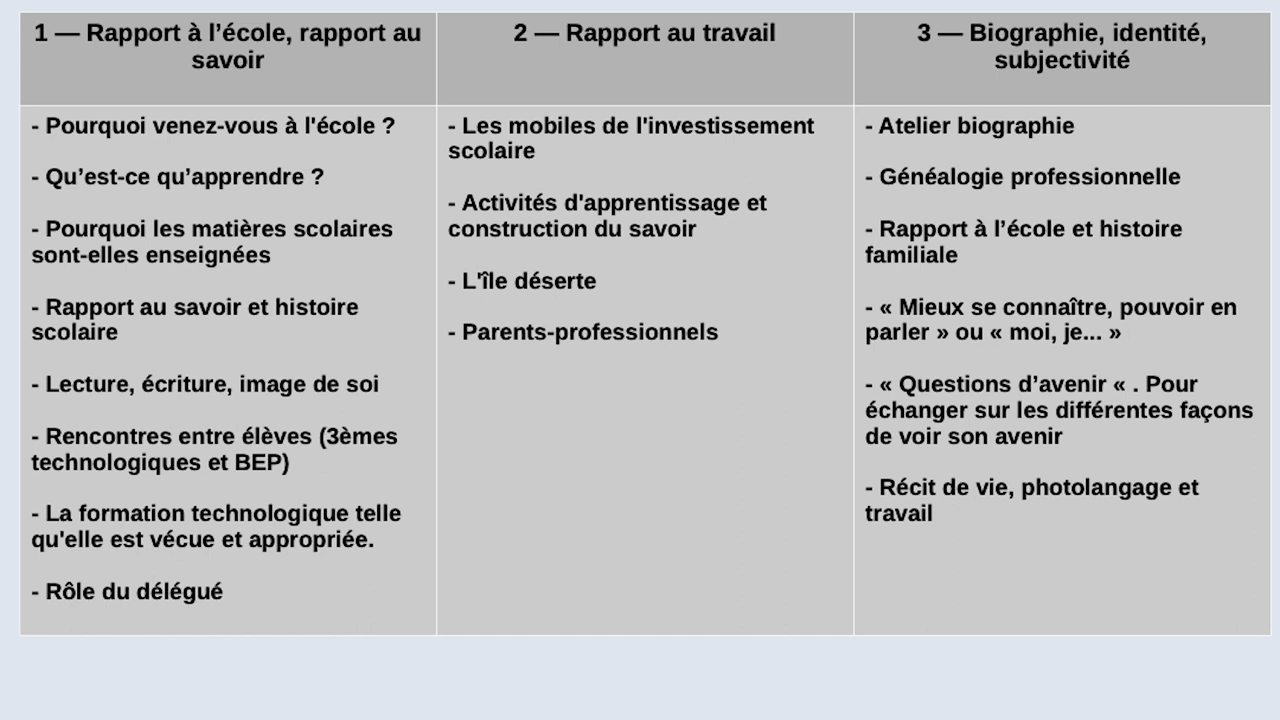 1 — Rapport à l’école, rapport au
savoir
2 — Rapport au travail
3 — Biographie, identité,
subjectivité
- Pourquoi venez-vous à l'école ?
- Qu’est-ce qu’apprendre ?
- Pourquoi les matières scolaires
sont-elles enseignées
- Rapport au savoir et histoire
scolaire
- Lecture, écriture, image de soi
- Rencontres entre élèves (3èmes
technologiques et BEP)
- La formation technologique telle
qu'elle est vécue et appropriée.
- Rôle du délégué
- Les mobiles de l'investissement
scolaire
- Activités d'apprentissage et
construction du savoir
- L'île déserte
- Parents-professionnels
- Atelier biographie
- Généalogie professionnelle
- Rapport à l’école et histoire
familiale
- « Mieux se connaître, pouvoir en
parler » ou « moi, je... »
- « Questions d’avenir « . Pour
échanger sur les différentes façons
de voir son avenir
- Récit de vie, photolangage et
travail